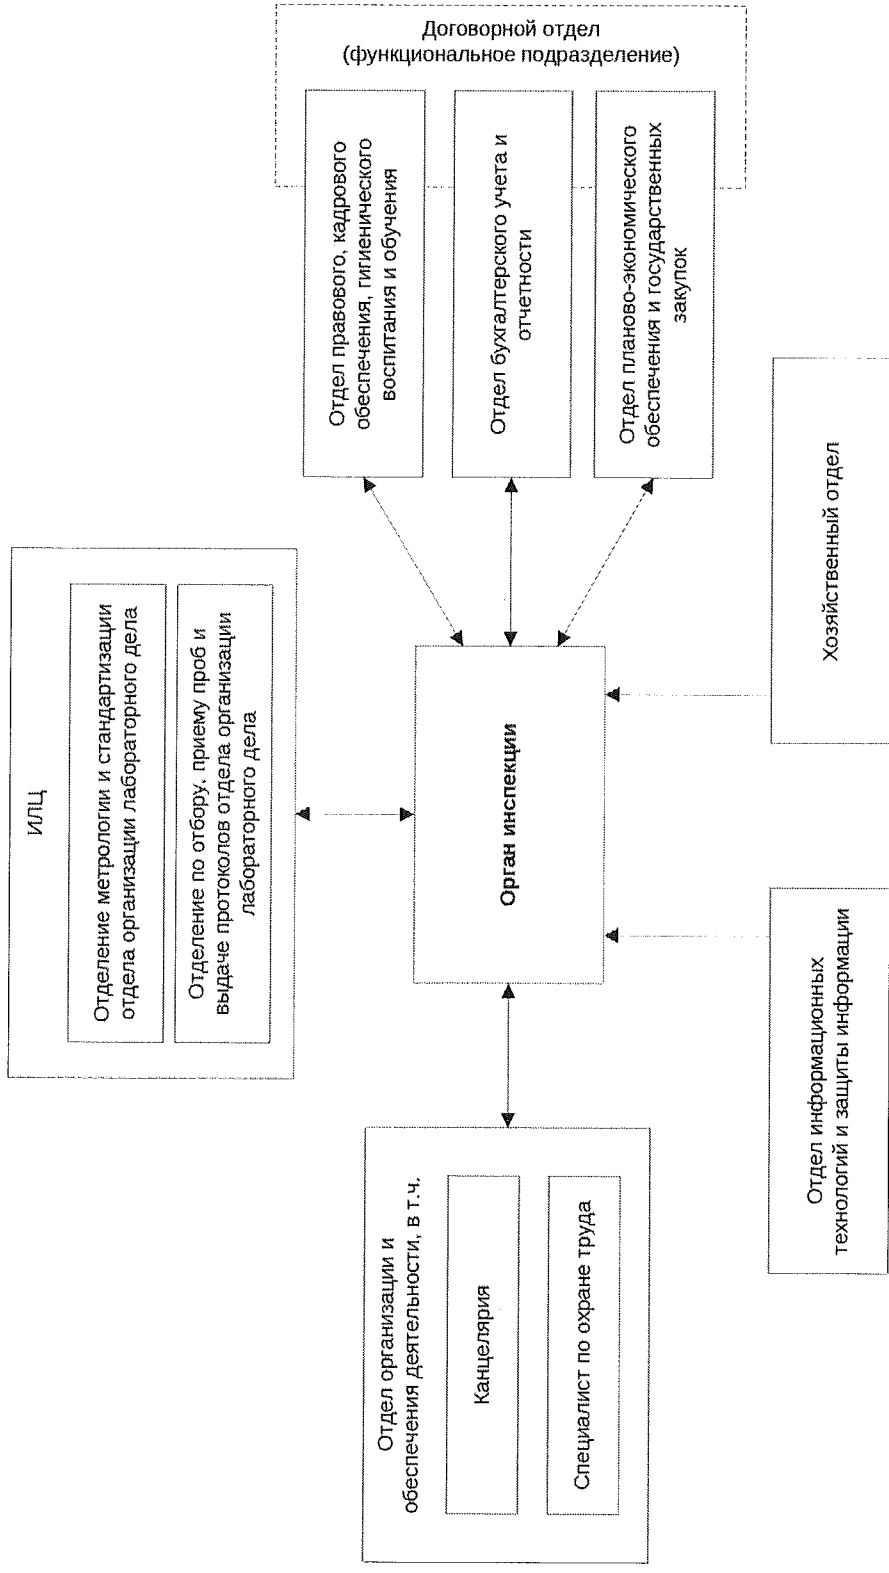 Договорной отдел
(функциональное подразделение)
ИЛЦ
Отделение метрологии и стандартизации
отдела организации лабораторного дела
Отделение по отбору, приему проб и
выдаче протоколов отдела организации
лабораторного дела
Отдел организации и
обеспечения деятельности, в т.ч.
Канцелярия
Специалист по охране труда
Орган инспекции
Отдел правового, кадрового
обеспечения, гигиенического
воспитания и обучения
Отдел бухгалтерского учета и
отчетности
Отдел планово-экономического
обеспечения и государственных
закупок
Отдел информационных
технологий и защиты информации
Хозяйственный отдел